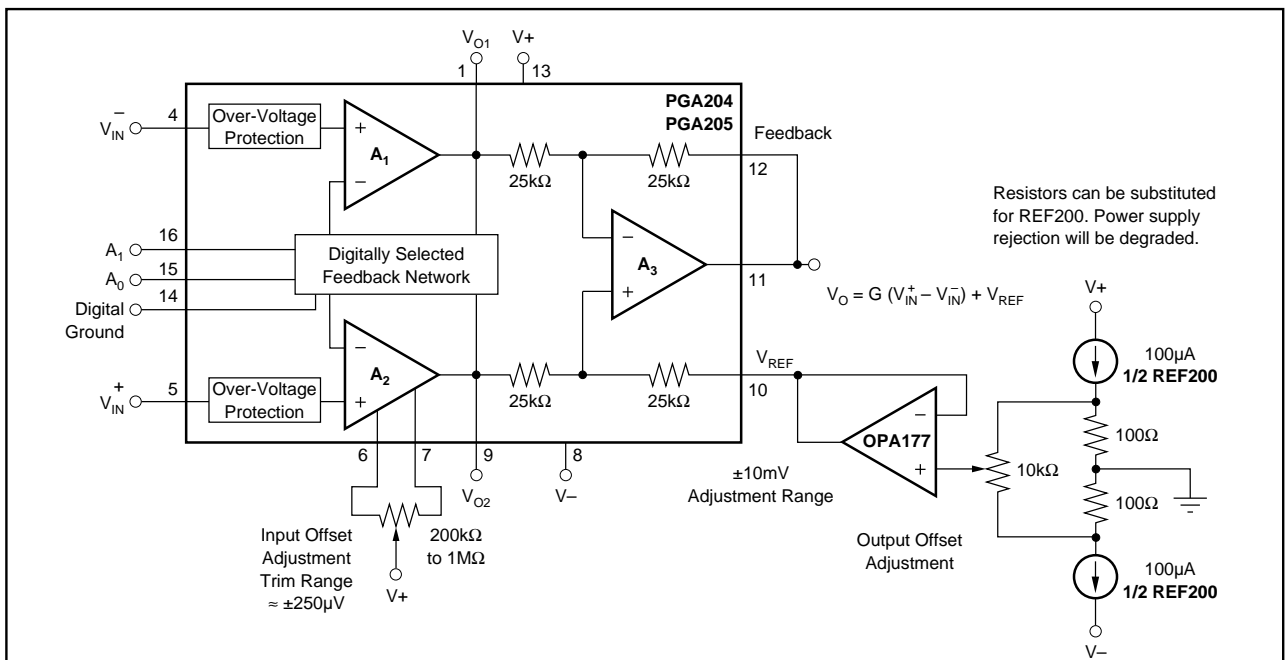 V_O1
V+
1
13
PGA204
PGA205
4
V_IN^–
Over-Voltage
Protection
+
A_1
–
25kΩ
25kΩ
Feedback
12
Resistors can be substituted
for REF200. Power supply
rejection will be degraded.
A_1
16
A_0
15
14
Digital
Ground
Digitally Selected
Feedback Network
–
A_3
+
11
V_O = G (V_IN^+ – V_IN^–) + V_REF
V+
100µA
1/2 REF200
5
V_IN^+
Over-Voltage
Protection
–
A_2
+
25kΩ
25kΩ
V_REF
10
–
OPA177
+
10kΩ
100Ω
100Ω
6
7
9
8
V_O2
V–
±10mV
Adjustment Range
Input Offset
Adjustment
Trim Range
≈ ±250µV
200kΩ
to 1MΩ
V+
Output Offset
Adjustment
100µA
1/2 REF200
V–